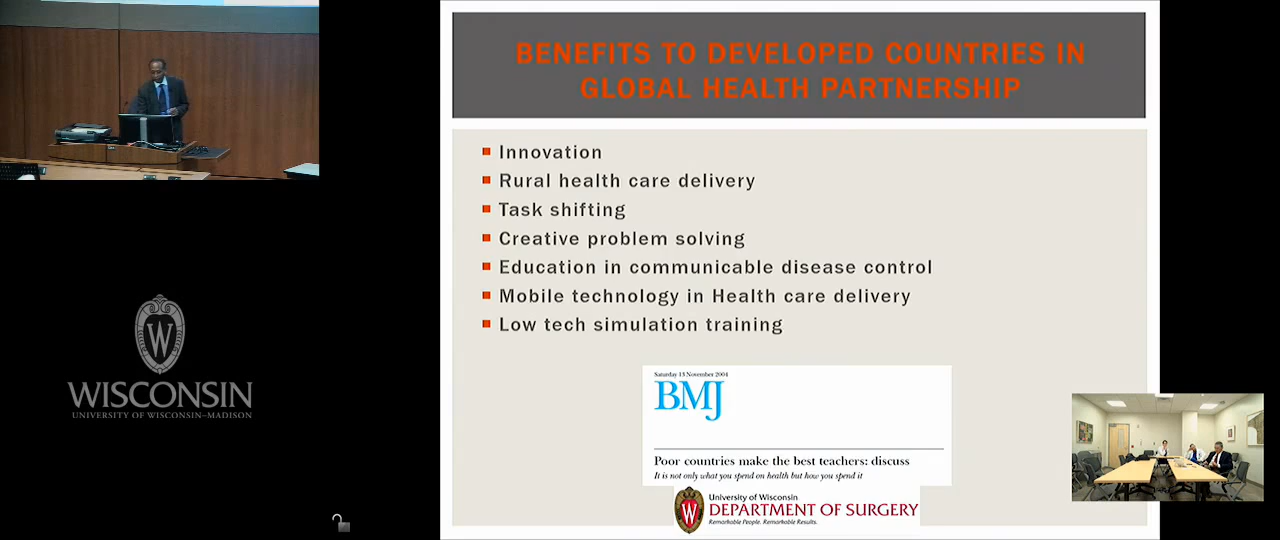 BENEFITS TO DEVELOPED COUNTRIES IN
GLOBAL HEALTH PARTNERSHIP
Innovation
Rural health care delivery
Task shifting
Creative problem solving
Education in communicable disease control
Mobile technology in Health care delivery
Low tech simulation training
Saturday 13 November 2004
BMJ
Poor countries make the best teachers: discuss
It is not only what you spend on health but how you spend it
University of Wisconsin
DEPARTMENT OF SURGERY
Remarkable People. Remarkable Results.
W
WISCONSIN
UNIVERSITY OF WISCONSIN–MADISON